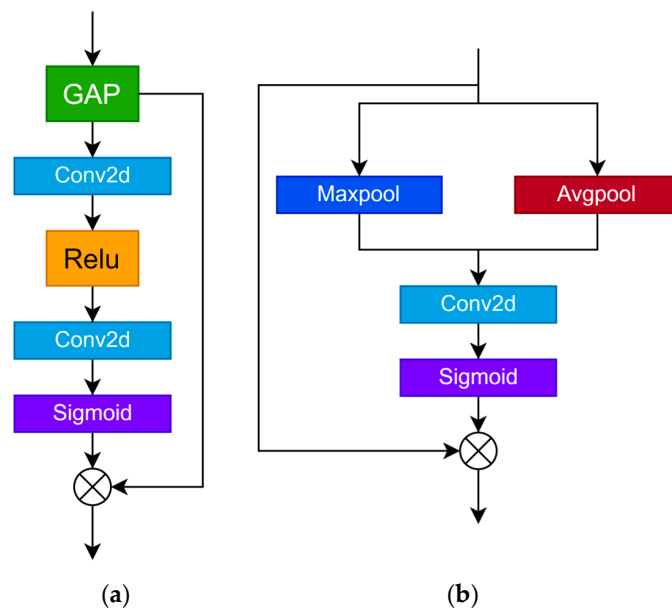 GAP
Conv2d
Relu
Conv2d
Sigmoid
(a)
Maxpool
Avgpool
Conv2d
Sigmoid
(b)